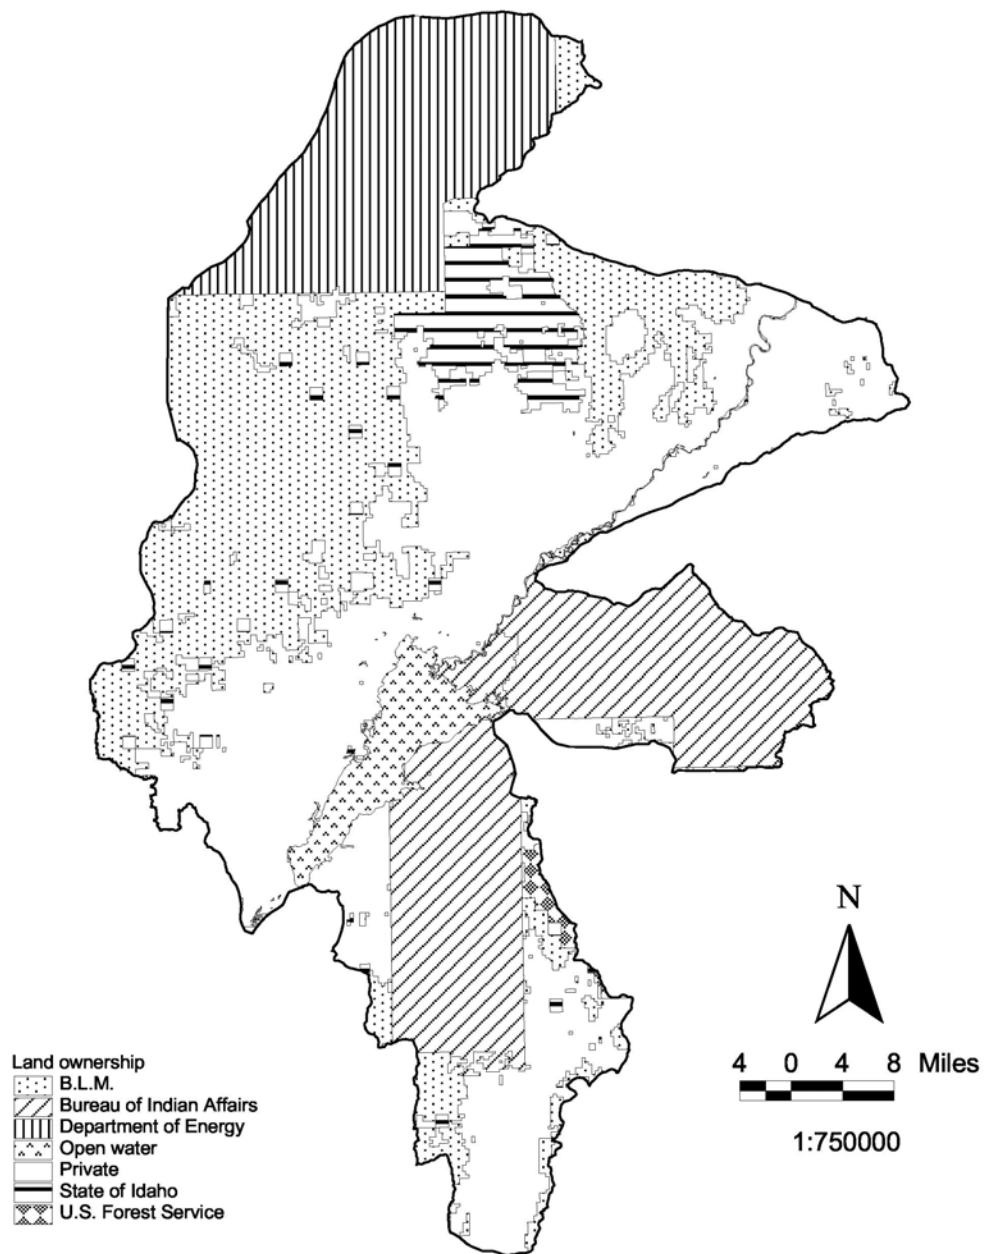 N
4 0 4 8 Miles
1:750000
Land ownership
B.L.M.
Bureau of Indian Affairs
Department of Energy
Open water
Private
State of Idaho
U.S. Forest Service